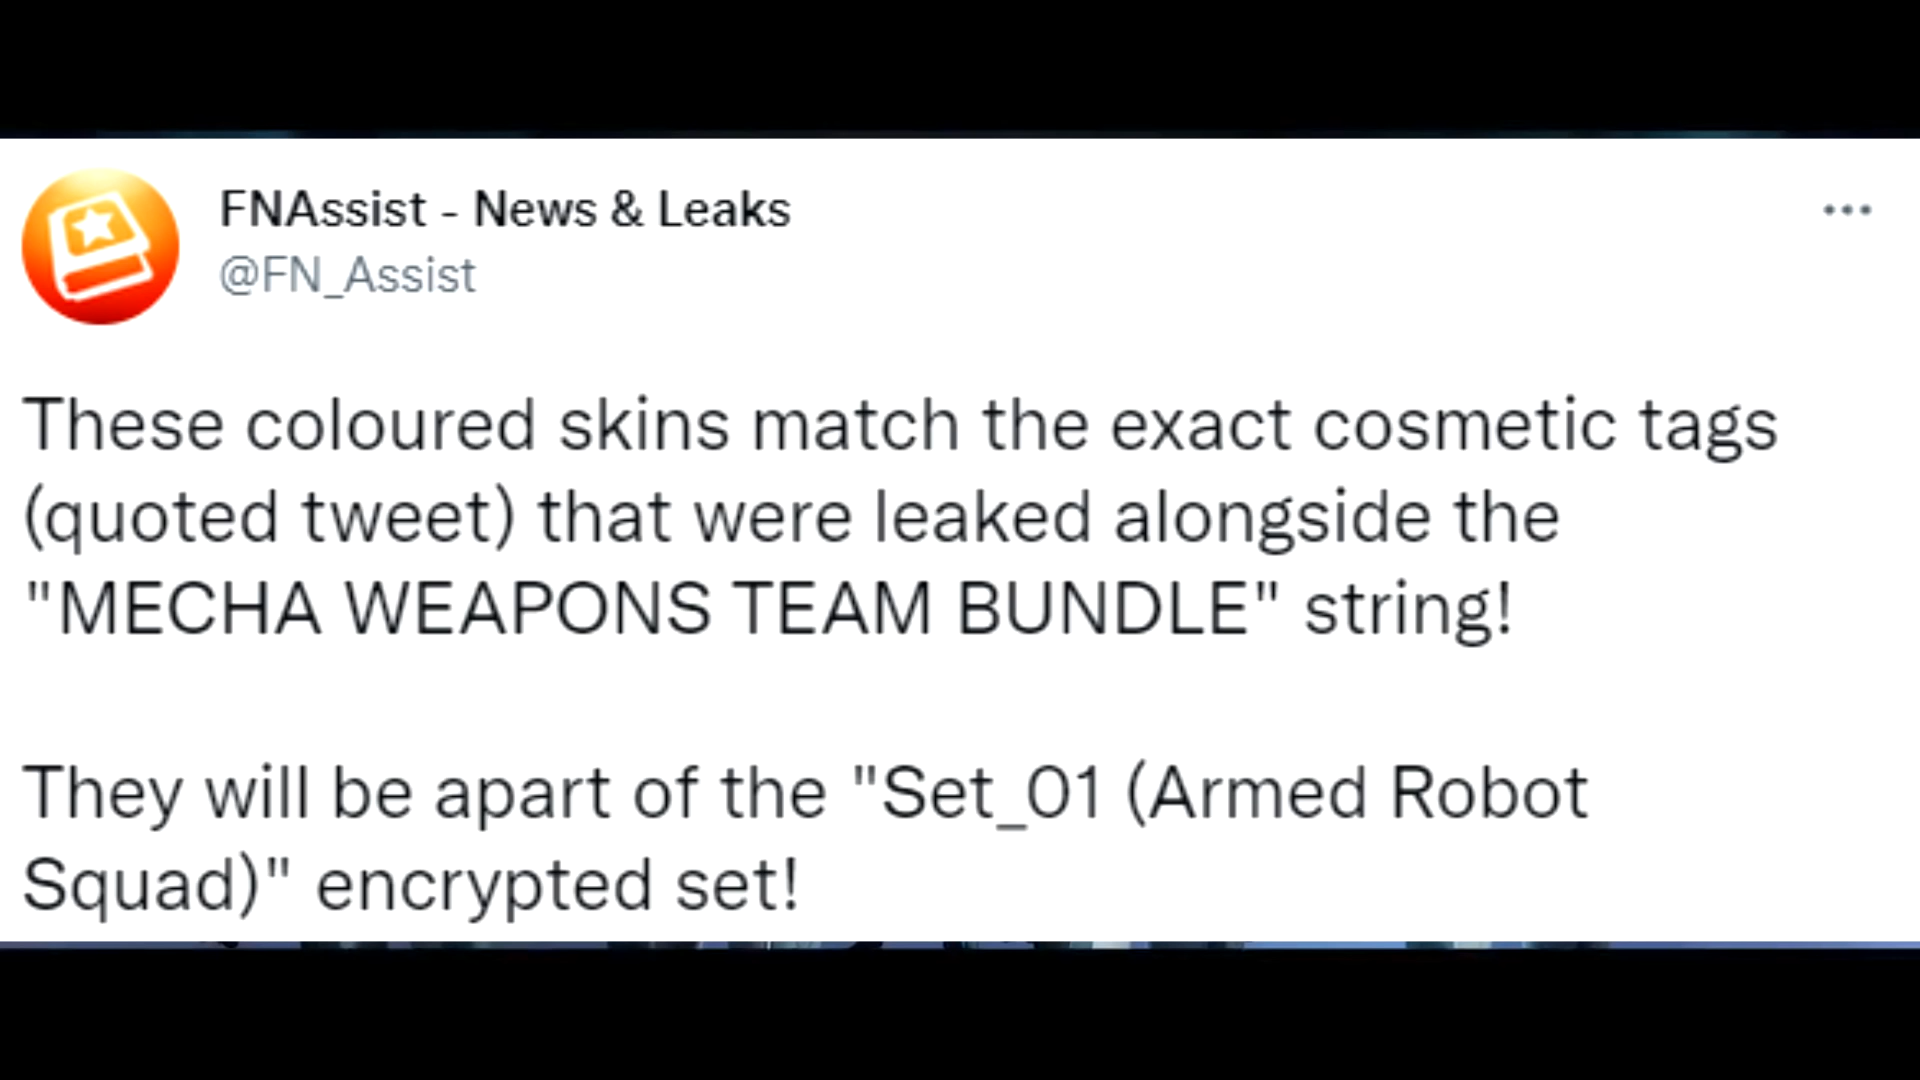 FNAssist - News & Leaks
@FN_Assist
These coloured skins match the exact cosmetic tags
(quoted tweet) that were leaked alongside the
"MECHA WEAPONS TEAM BUNDLE" string!
They will be apart of the "Set_01 (Armed Robot
Squad)" encrypted set!